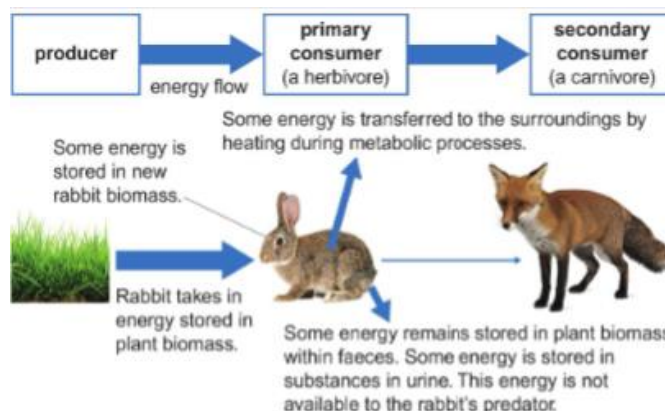 producer
energy flow
primary
consumer
(a herbivore)
secondary
consumer
(a carnivore)
Some energy is transferred to the surroundings by
heating during metabolic processes.
Some energy is
stored in new
rabbit biomass.
Rabbit takes in
energy stored in
plant biomass.
Some energy remains stored in plant biomass
within faeces. Some energy is stored in
substances in urine. This energy is not
available to the rabbit's predator.